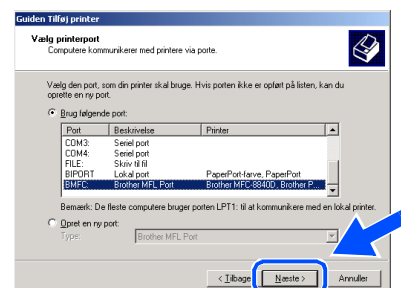 Guiden Tilføj printer
Vælg printerport
Computere kommunikerer med printere via porte.
Vælg den port, som din printer skal bruge. Hvis porten ikke er opført på listen, kan du
oprette en ny port.
Brug følgende port:
Port Beskrivelse Printer
COM3: Seriel port
COM4: Seriel port
FILE: Skriv til fil
BIPORT Lokal port PaperPort-farve, PaperPort
BMFC: Brother MFL Port Brother MFC-8840D, Brother P...
Bemærk: De fleste computere bruger porten LPT1: til at kommunikere med en lokal printer.
Opret en ny port:
Type: Brother MFL Port
< Tilbage Næste > Annuller